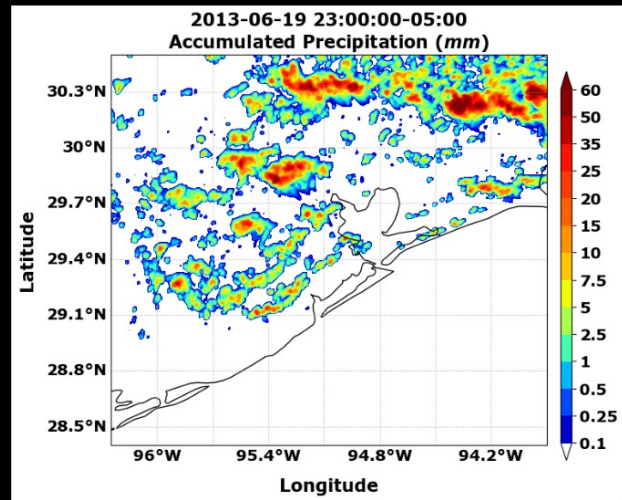 2013-06-19 23:00:00-05:00
Accumulated Precipitation (mm)
30.3°N
30°N
29.7°N
29.4°N
29.1°N
28.8°N
28.5°N
Latitude
96°W 95.4°W 94.8°W 94.2°W
Longitude
60
50
35
25
20
15
10
7.5
5
2.5
1
0.5
0.25
0.1